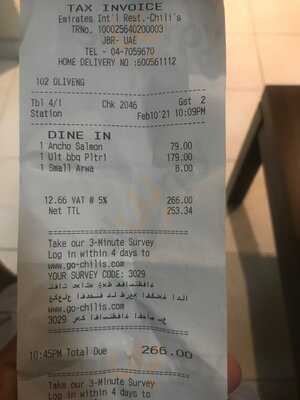 TAX INVOICE
Emirates Int'l Rest.-Chili's
TRNo. 100025640200003
JBR- UAE
TEL - 04-7059670
HOME DELIVERY NO :600561112
102 OLIVENG
Tbl 4/1 Chk 2046 Gst 2
Station Feb10'21 10:09PM
DINE IN
1 Ancho Salmon 79.00
1 Ult bbq Pltr1 179.00
1 Small Arwa 8.00
12.66 VAT @ 5% 266.00
Net TTL 253.34
Take our 3-Minute Survey
Log in within 4 days to
www.go-chilis.com
YOUR SURVEY CODE: 3029
www.go-chilis.com
3029
10:45PM Total Due 266.00
Take our 3-Minute Survey
Log in within 4 days to